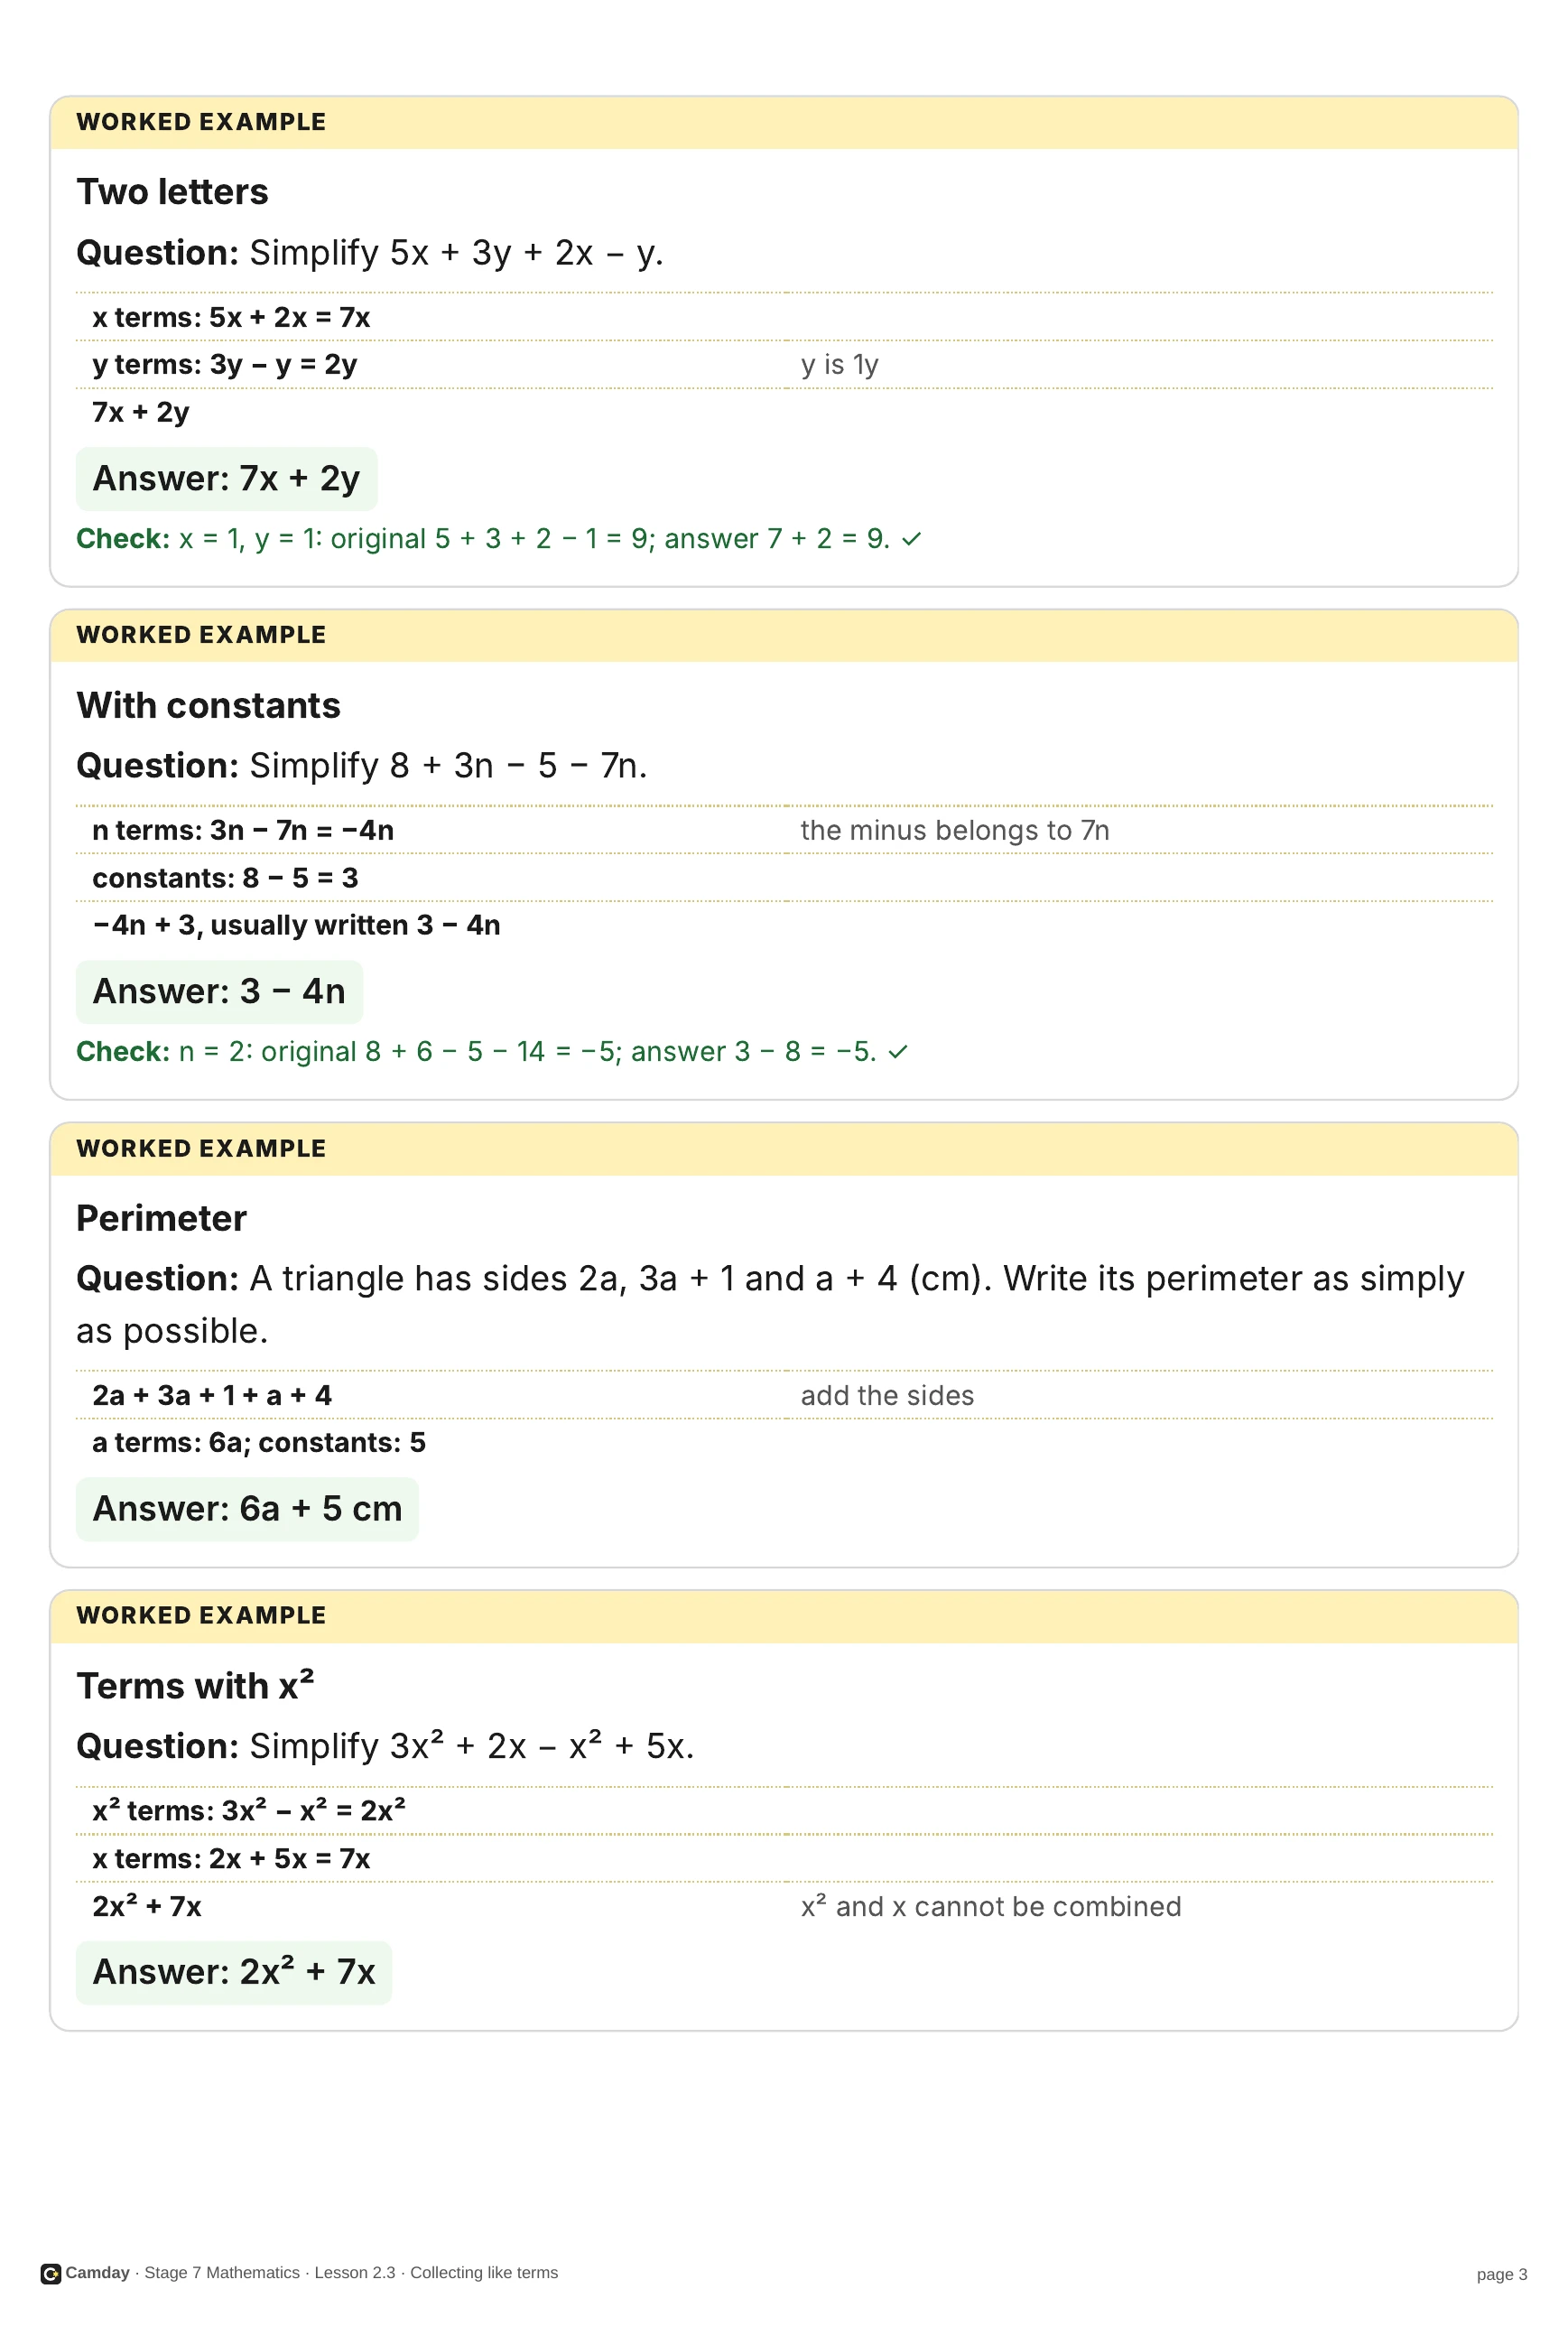 WORKED EXAMPLE
Two letters
Question: Simplify 5x + 3y + 2x − y.
x terms: 5x + 2x = 7x
y terms: 3y − y = 2y y is 1y
7x + 2y
Answer: 7x + 2y
Check: x = 1, y = 1: original 5 + 3 + 2 − 1 = 9; answer 7 + 2 = 9. ✓
WORKED EXAMPLE
With constants
Question: Simplify 8 + 3n − 5 − 7n.
n terms: 3n − 7n = −4n the minus belongs to 7n
constants: 8 − 5 = 3
−4n + 3, usually written 3 − 4n
Answer: 3 − 4n
Check: n = 2: original 8 + 6 − 5 − 14 = −5; answer 3 − 8 = −5. ✓
WORKED EXAMPLE
Perimeter
Question: A triangle has sides 2a, 3a + 1 and a + 4 (cm). Write its perimeter as simply
as possible.
2a + 3a + 1 + a + 4 add the sides
a terms: 6a; constants: 5
Answer: 6a + 5 cm
WORKED EXAMPLE
Terms with x²
Question: Simplify 3x² + 2x − x² + 5x.
x² terms: 3x² − x² = 2x²
x terms: 2x + 5x = 7x
2x² + 7x x² and x cannot be combined
Answer: 2x² + 7x
Camday · Stage 7 Mathematics · Lesson 2.3 · Collecting like terms page 3